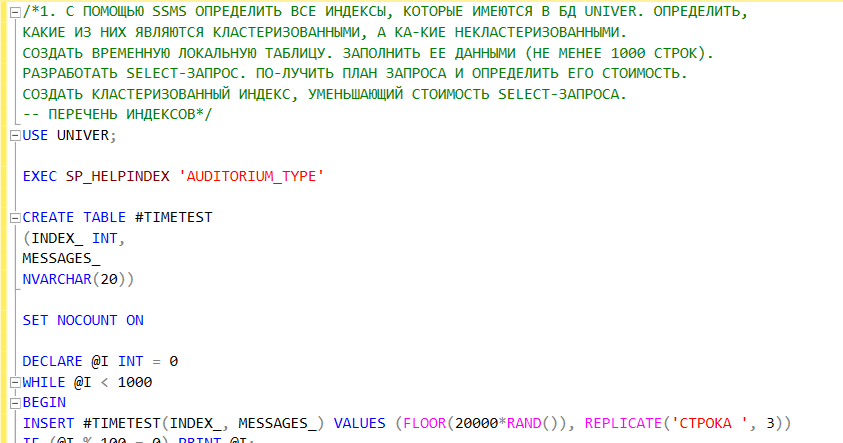 /*1. С ПОМОЩЬЮ SSMS ОПРЕДЕЛИТЬ ВСЕ ИНДЕКСЫ, КОТОРЫЕ ИМЕЮТСЯ В БД UNIVER. ОПРЕДЕЛИТЬ,
КАКИЕ ИЗ НИХ ЯВЛЯЮТСЯ КЛАСТЕРИЗОВАННЫМИ, А КА-КИЕ НЕКЛАСТЕРИЗОВАННЫМИ.
СОЗДАТЬ ВРЕМЕННУЮ ЛОКАЛЬНУЮ ТАБЛИЦУ. ЗАПОЛНИТЬ ЕЕ ДАННЫМИ (НЕ МЕНЕЕ 1000 СТРОК).
РАЗРАБОТАТЬ SELECT-ЗАПРОС. ПО-ЛУЧИТЬ ПЛАН ЗАПРОСА И ОПРЕДЕЛИТЬ ЕГО СТОИМОСТЬ.
СОЗДАТЬ КЛАСТЕРИЗОВАННЫЙ ИНДЕКС, УМЕНЬШАЮЩИЙ СТОИМОСТЬ SELECT-ЗАПРОСА.
-- ПЕРЕЧЕНЬ ИНДЕКСОВ*/
USE UNIVER;
EXEC SP_HELPINDEX 'AUDITORIUM_TYPE'
CREATE TABLE #TIMETEST
(INDEX_ INT,
MESSAGES_
NVARCHAR(20))
SET NOCOUNT ON
DECLARE @I INT = 0
WHILE @I < 1000
BEGIN
INSERT #TIMETEST(INDEX_, MESSAGES_) VALUES (FLOOR(20000*RAND()), REPLICATE('СТРОКА ', 3))
IF (@I % 100 = 0) PRINT @I;